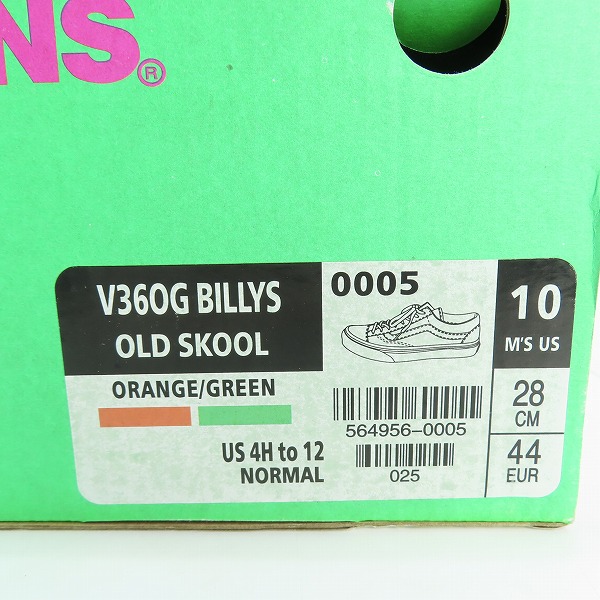 NS®
V36OG BILLYS
OLD SKOOL
ORANGE/GREEN
US 4H to 12
NORMAL
0005
564956-0005
025
10
M'S US
28
CM
44
EUR